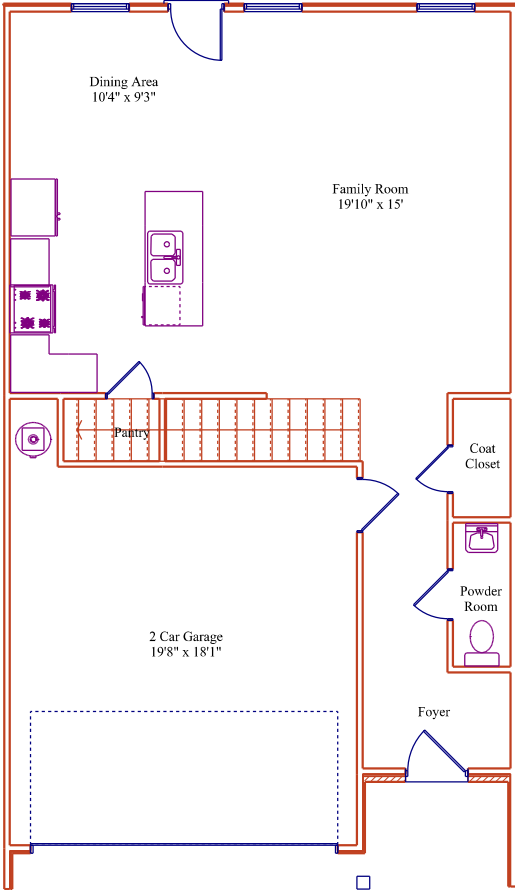 Dining Area
10'4" x 9'3"
Family Room
19'10" x 15'
Pantry
Coat
Closet
Powder
Room
2 Car Garage
19'8" x 18'1"
Foyer